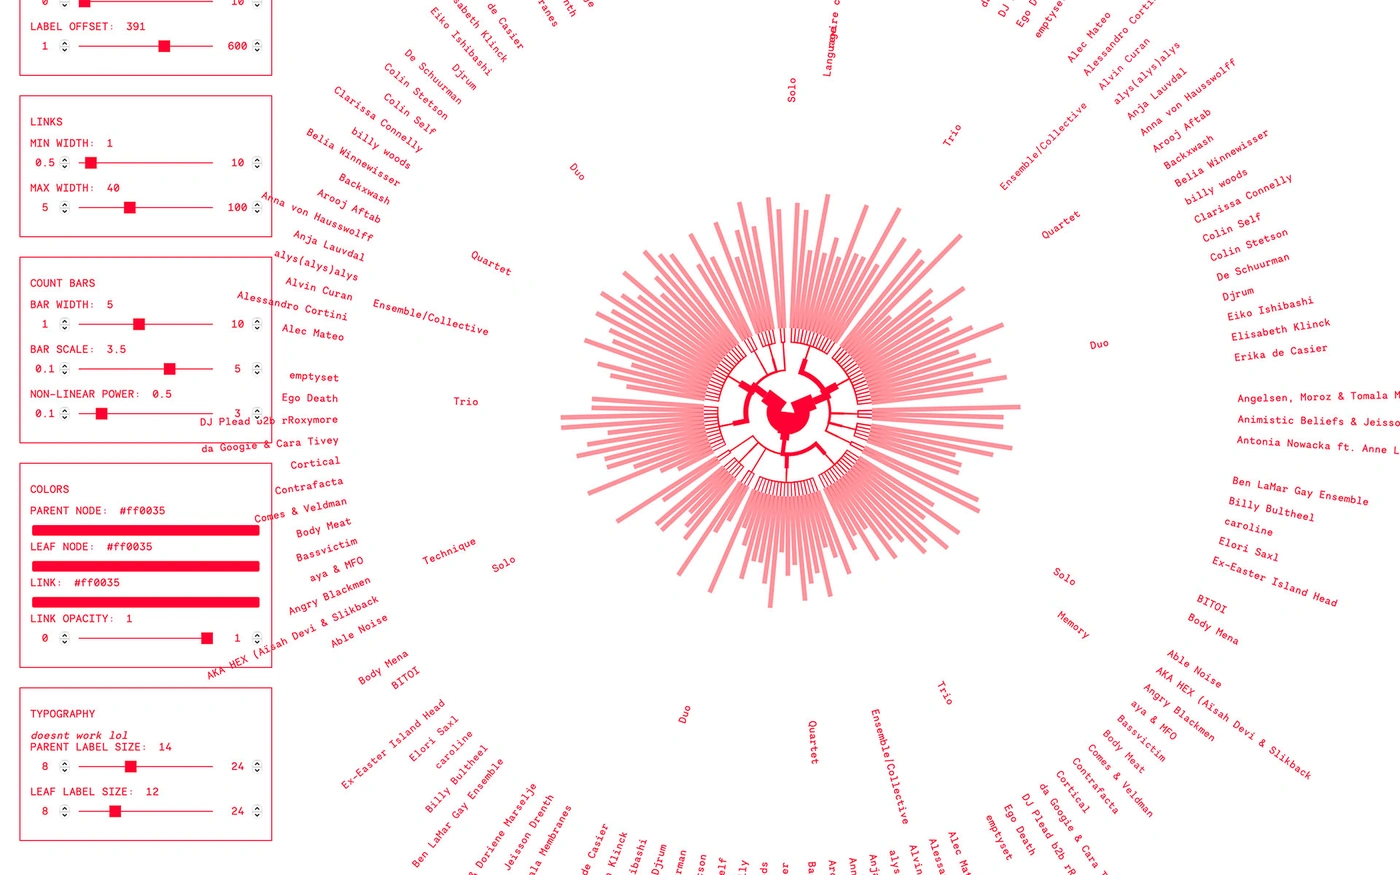 0 10
LABEL OFFSET: 391
1 600
LINKS
MIN WIDTH: 1
0.5 10
MAX WIDTH: 40
5 100
COUNT BARS
BAR WIDTH: 5
1 10
BAR SCALE: 3.5
0.1 5
NON-LINEAR POWER: 0.5
0.1 3
COLORS
PARENT NODE: #ff0035
LEAF NODE: #ff0035
LINK: #ff0035
LINK OPACITY: 1
0 1
TYPOGRAPHY
doesnt work lol
PARENT LABEL SIZE: 14
8 24
LEAF LABEL SIZE: 12
8 24
de Casier
Elisabeth Klinck
Eiko Ishibashi
Djrum
De Schuurman
Colin Stetson
Colin Self
Clarissa Connelly
billy woods
Belia Winnewisser
Backxwash
Arooj Aftab
Anna von Hausswolff
Anja Lauvdal
alys(alys)alys
Alvin Curan
Alessandro Cortini
Alec Mateo
emptyset
Ego Death
DJ Plead b2b rRoxymore
da Googie & Cara Tivey
Cortical
Contrafacta
Comes & Veldman
Body Meat
Bassvictim
aya & MFO
Angry Blackmen
AKA HEX (Aïsah Devi & Slikback
Able Noise
Body Mena
BITOI
Ex-Easter Island Head
Elori Saxl
caroline
Billy Bultheel
Ben LaMar Gay Ensemble
& Doriene Marselje
Jeisson Drenth
Membranes
de Casier
Klinck
Djrum
Duo
Quartet
Ensemble/Collective
Trio
Technique
Solo
Duo
Quartet
Ensemble/Collective
Trio
Memory
Solo
Duo
Quartet
Ensemble/Collective
Trio
Solo
Language
Ego D
emptyset
Alec Mateo
Alessandro Corti
Alvin Curan
alys(alys)alys
Anja Lauvdal
Anna von Hausswolff
Arooj Aftab
Backxwash
Belia Winnewisser
billy woods
Clarissa Connelly
Colin Self
Colin Stetson
De Schuurman
Djrum
Eiko Ishibashi
Elisabeth Klinck
Erika de Casier
Angelsen, Moroz & Tomala M
Animistic Beliefs & Jeisso
Antonia Nowacka ft. Anne L
Ben LaMar Gay Ensemble
Billy Bultheel
caroline
Elori Saxl
Ex-Easter Island Head
BITOI
Body Mena
Able Noise
AKA HEX (Aïsah Devi & Slikback
Angry Blackmen
aya & MFO
Bassvictim
Body Meat
Comes & Veldman
Contrafacta
Cortical
da Googie & Cara T
DJ Plead b2b rR
Ego Death
emptyset
Alec Mat
Alessa
Alvin
alys
Anja
Ann